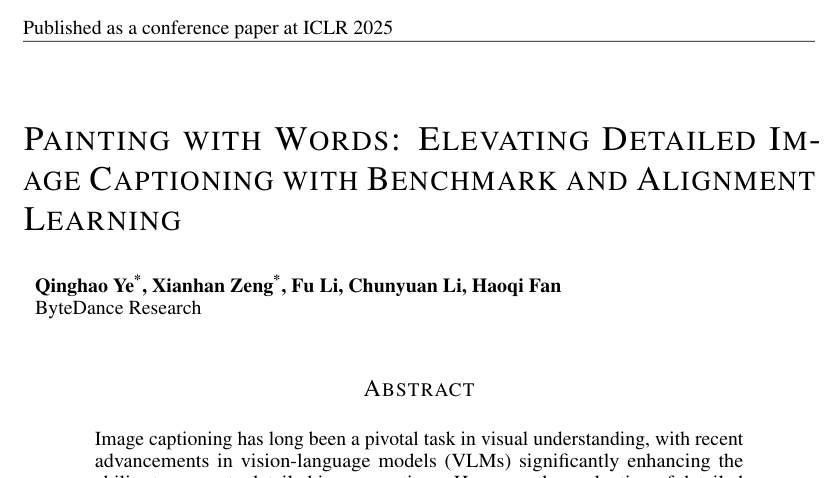 Published as a conference paper at ICLR 2025
PAINTING WITH WORDS: ELEVATING DETAILED IM-
AGE CAPTIONING WITH BENCHMARK AND ALIGNMENT
LEARNING
Qinghao Ye*, Xianhan Zeng*, Fu Li, Chunyuan Li, Haoqi Fan
ByteDance Research
ABSTRACT
Image captioning has long been a pivotal task in visual understanding, with recent
advancements in vision-language models (VLMs) significantly enhancing the